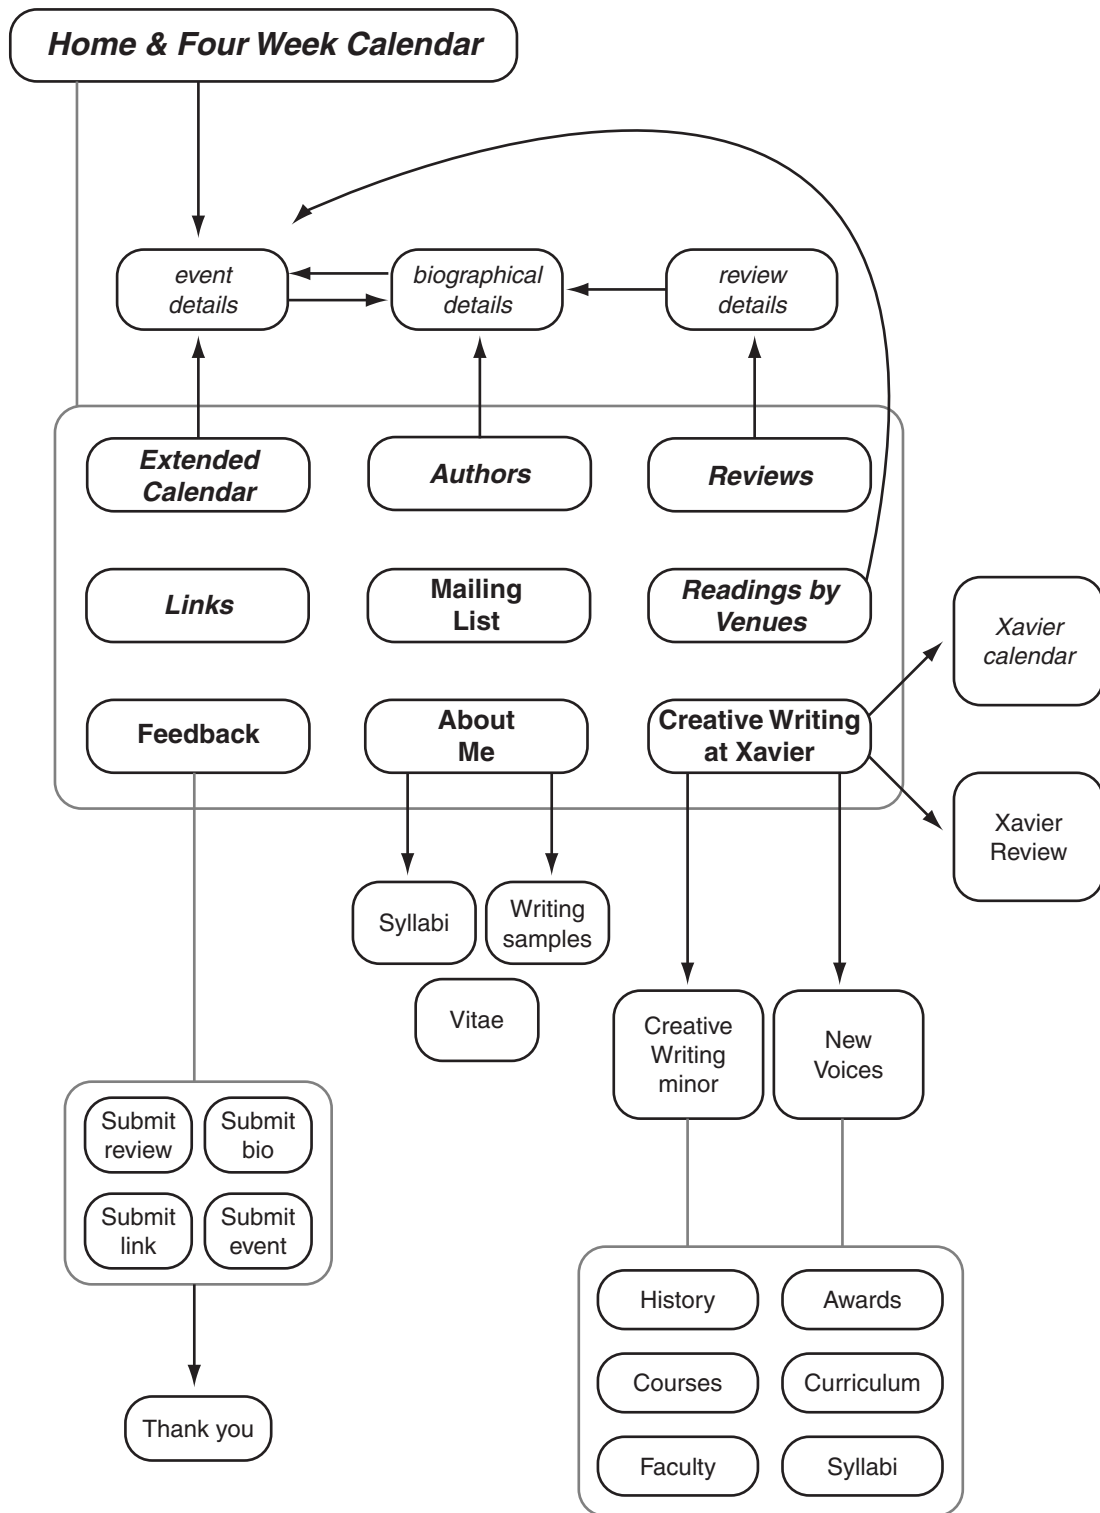 Home & Four Week Calendar
event
details
biographical
details
review
details
Extended
Calendar
Authors
Reviews
Links
Mailing
List
Readings by
Venues
Xavier
calendar
Feedback
About
Me
Creative Writing
at Xavier
Xavier
Review
Syllabi
Writing
samples
Vitae
Creative
Writing
minor
New
Voices
Submit
review
Submit
bio
Submit
link
Submit
event
History
Awards
Courses
Curriculum
Thank you
Faculty
Syllabi